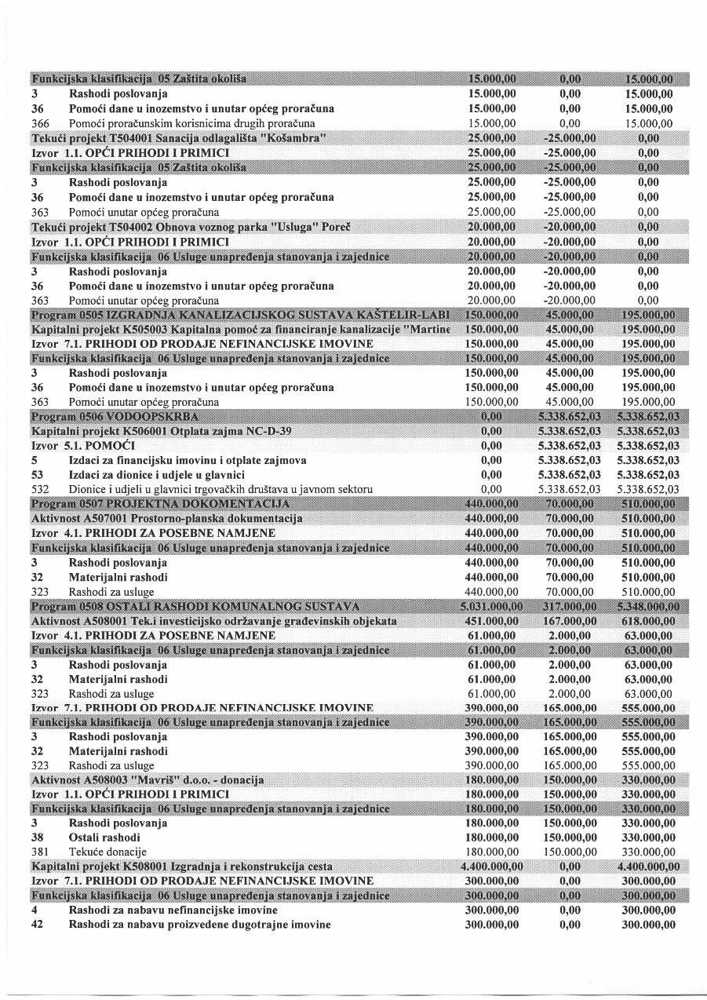 Funkcijska klasifikacija 05 Zaštita okoliša 15.000,00 0,00 15.000,00
3 Rashodi poslovanja 15.000,00 0,00 15.000,00
36 Pomoći dane u inozemstvo i unutar općeg proračuna 15.000,00 0,00 15.000,00
366 Pomoći proračunskim korisnicima drugih proračuna 15.000,00 0,00 15.000,00
Tekući projekt T504001 Sanacija odlagališta "Košambra" 25.000,00 -25.000,00 0,00
Izvor 1.1. OPĆI PRIHODI I PRIMICI 25.000,00 -25.000,00 0,00
Funkcijska klasifikacija 05 Zaštita okoliša 25.000,00 -25.000,00 0,00
3 Rashodi poslovanja 25.000,00 -25.000,00 0,00
36 Pomoći dane u inozemstvo i unutar općeg proračuna 25.000,00 -25.000,00 0,00
363 Pomoći unutar općeg proračuna 25.000,00 -25.000,00 0,00
Tekući projekt T504002 Obnova voznog parka "Usluga" Poreč 20.000,00 -20.000,00 0,00
Izvor 1.1. OPĆI PRIHODI I PRIMICI 20.000,00 -20.000,00 0,00
Funkcijska klasifikacija 06 Usluge unapređenja stanovanja i zajednice 20.000,00 -20.000,00 0,00
3 Rashodi poslovanja 20.000,00 -20.000,00 0,00
36 Pomoći dane u inozemstvo i unutar općeg proračuna 20.000,00 -20.000,00 0,00
363 Pomoći unutar općeg proračuna 20.000,00 -20.000,00 0,00
Program 0505 IZGRADNJA KANALIZACIJSKOG SUSTAVA KAŠTELIR-LABI 150.000,00 45.000,00 195.000,00
Kapitalni projekt K505003 Kapitalna pomoć za financiranje kanalizacije "Martine 150.000,00 45.000,00 195.000,00
Izvor 7.1. PRIHODI OD PRODAJE NEFINANCIJSKE IMOVINE 150.000,00 45.000,00 195.000,00
Funkcijska klasifikacija 06 Usluge unapređenja stanovanja i zajednice 150.000,00 45.000,00 195.000,00
3 Rashodi poslovanja 150.000,00 45.000,00 195.000,00
36 Pomoći dane u inozemstvo i unutar općeg proračuna 150.000,00 45.000,00 195.000,00
363 Pomoći unutar općeg proračuna 150.000,00 45.000,00 195.000,00
Program 0506 VODOOPSKRBA 0,00 5.338.652,03 5.338.652,03
Kapitalni projekt K506001 Otplata zajma NC-D-39 0,00 5.338.652,03 5.338.652,03
Izvor 5.1. POMOĆI 0,00 5.338.652,03 5.338.652,03
5 Izdaci za financijsku imovinu i otplate zajmova 0,00 5.338.652,03 5.338.652,03
53 Izdaci za dionice i udjele u glavnici 0,00 5.338.652,03 5.338.652,03
532 Dionice i udjeli u glavnici trgovačkih društava u javnom sektoru 0,00 5.338.652,03 5.338.652,03
Program 0507 PROJEKTNA DOKOMENTACIJA 440.000,00 70.000,00 510.000,00
Aktivnost A507001 Prostorno-planska dokumentacija 440.000,00 70.000,00 510.000,00
Izvor 4.1. PRIHODI ZA POSEBNE NAMJENE 440.000,00 70.000,00 510.000,00
Funkcijska klasifikacija 06 Usluge unapređenja stanovanja i zajednice 440.000,00 70.000,00 510.000,00
3 Rashodi poslovanja 440.000,00 70.000,00 510.000,00
32 Materijalni rashodi 440.000,00 70.000,00 510.000,00
323 Rashodi za usluge 440.000,00 70.000,00 510.000,00
Program 0508 OSTALI RASHODI KOMUNALNOG SUSTAVA 5.031.000,00 317.000,00 5.348.000,00
Aktivnost A508001 Tek.i investicijsko održavanje građevinskih objekata 451.000,00 167.000,00 618.000,00
Izvor 4.1. PRIHODI ZA POSEBNE NAMJENE 61.000,00 2.000,00 63.000,00
Funkcijska klasifikacija 06 Usluge unapređenja stanovanja i zajednice 61.000,00 2.000,00 63.000,00
3 Rashodi poslovanja 61.000,00 2.000,00 63.000,00
32 Materijalni rashodi 61.000,00 2.000,00 63.000,00
323 Rashodi za usluge 61.000,00 2.000,00 63.000,00
Izvor 7.1. PRIHODI OD PRODAJE NEFINANCIJSKE IMOVINE 390.000,00 165.000,00 555.000,00
Funkcijska klasifikacija 06 Usluge unapređenja stanovanja i zajednice 390.000,00 165.000,00 555.000,00
3 Rashodi poslovanja 390.000,00 165.000,00 555.000,00
32 Materijalni rashodi 390.000,00 165.000,00 555.000,00
323 Rashodi za usluge 390.000,00 165.000,00 555.000,00
Aktivnost A508003 "Mavriš" d.o.o. - donacija 180.000,00 150.000,00 330.000,00
Izvor 1.1. OPĆI PRIHODI I PRIMICI 180.000,00 150.000,00 330.000,00
Funkcijska klasifikacija 06 Usluge unapređenja stanovanja i zajednice 180.000,00 150.000,00 330.000,00
3 Rashodi poslovanja 180.000,00 150.000,00 330.000,00
38 Ostali rashodi 180.000,00 150.000,00 330.000,00
381 Tekuće donacije 180.000,00 150.000,00 330.000,00
Kapitalni projekt K508001 Izgradnja i rekonstrukcija cesta 4.400.000,00 0,00 4.400.000,00
Izvor 7.1. PRIHODI OD PRODAJE NEFINANCIJSKE IMOVINE 300.000,00 0,00 300.000,00
Funkcijska klasifikacija 06 Usluge unapređenja stanovanja i zajednice 300.000,00 0,00 300.000,00
4 Rashodi za nabavu nefinancijske imovine 300.000,00 0,00 300.000,00
42 Rashodi za nabavu proizvedene dugotrajne imovine 300.000,00 0,00 300.000,00